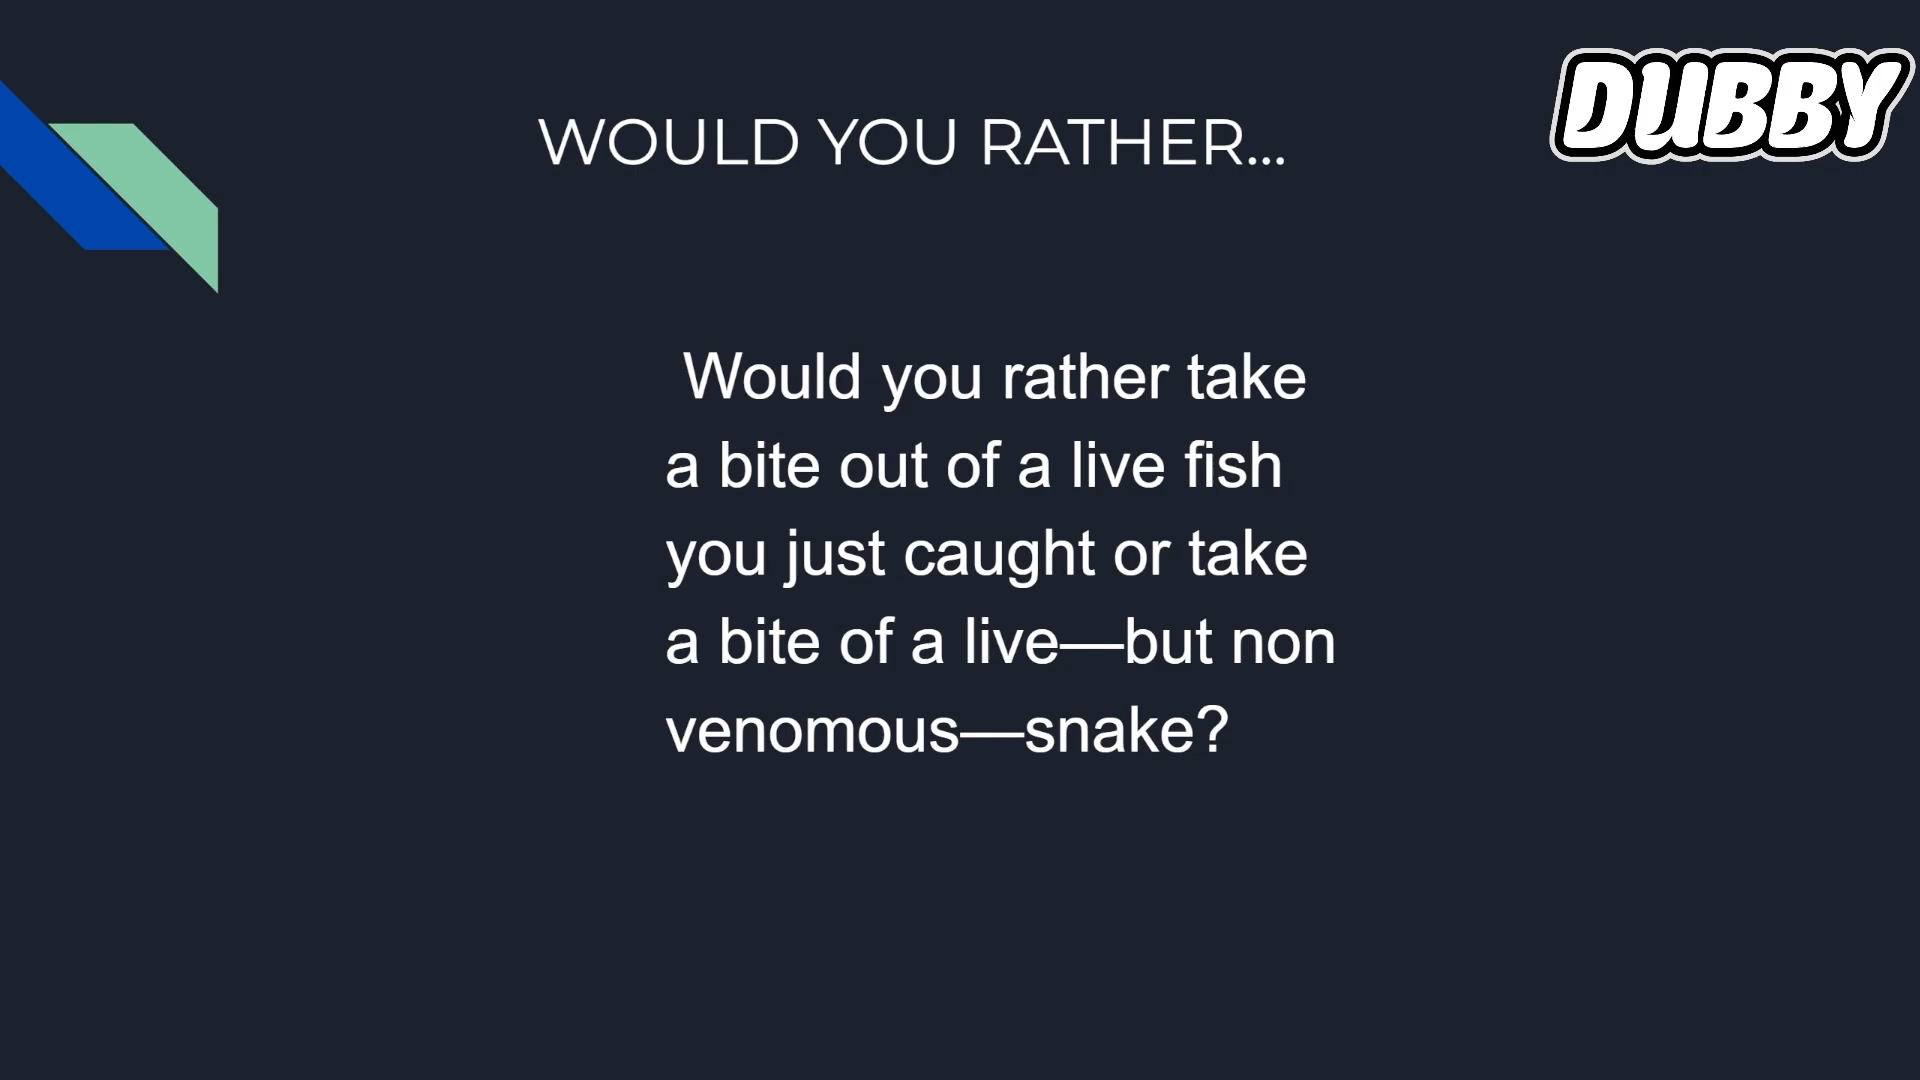 DUBBY
WOULD YOU RATHER...
Would you rather take
a bite out of a live fish
you just caught or take
a bite of a live—but non
venomous—snake?